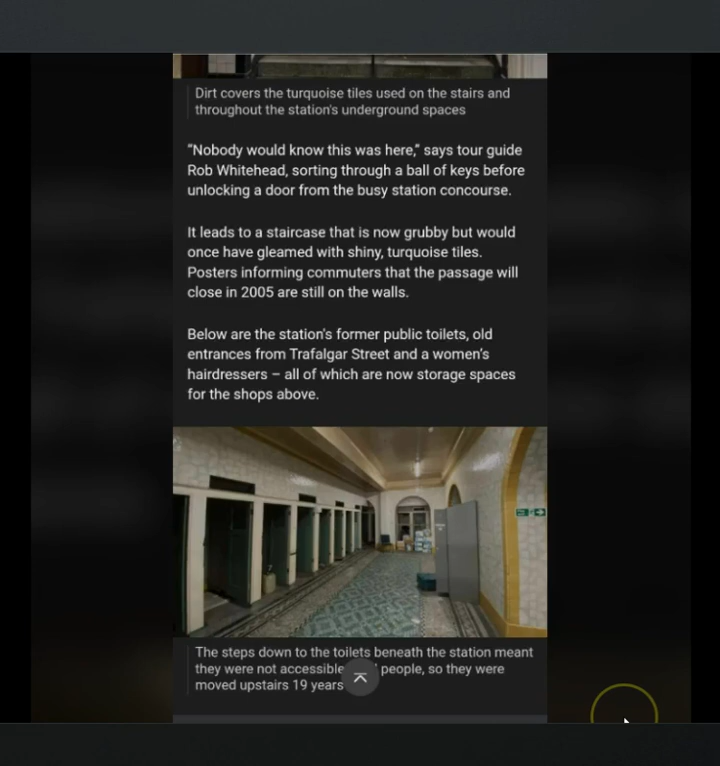 Dirt covers the turquoise tiles used on the stairs and
throughout the station's underground spaces
"Nobody would know this was here," says tour guide
Rob Whitehead, sorting through a ball of keys before
unlocking a door from the busy station concourse.
It leads to a staircase that is now grubby but would
once have gleamed with shiny, turquoise tiles.
Posters informing commuters that the passage will
close in 2005 are still on the walls.
Below are the station's former public toilets, old
entrances from Trafalgar Street and a women's
hairdressers – all of which are now storage spaces
for the shops above.
The steps down to the toilets beneath the station meant
they were not accessible people, so they were
moved upstairs 19 years